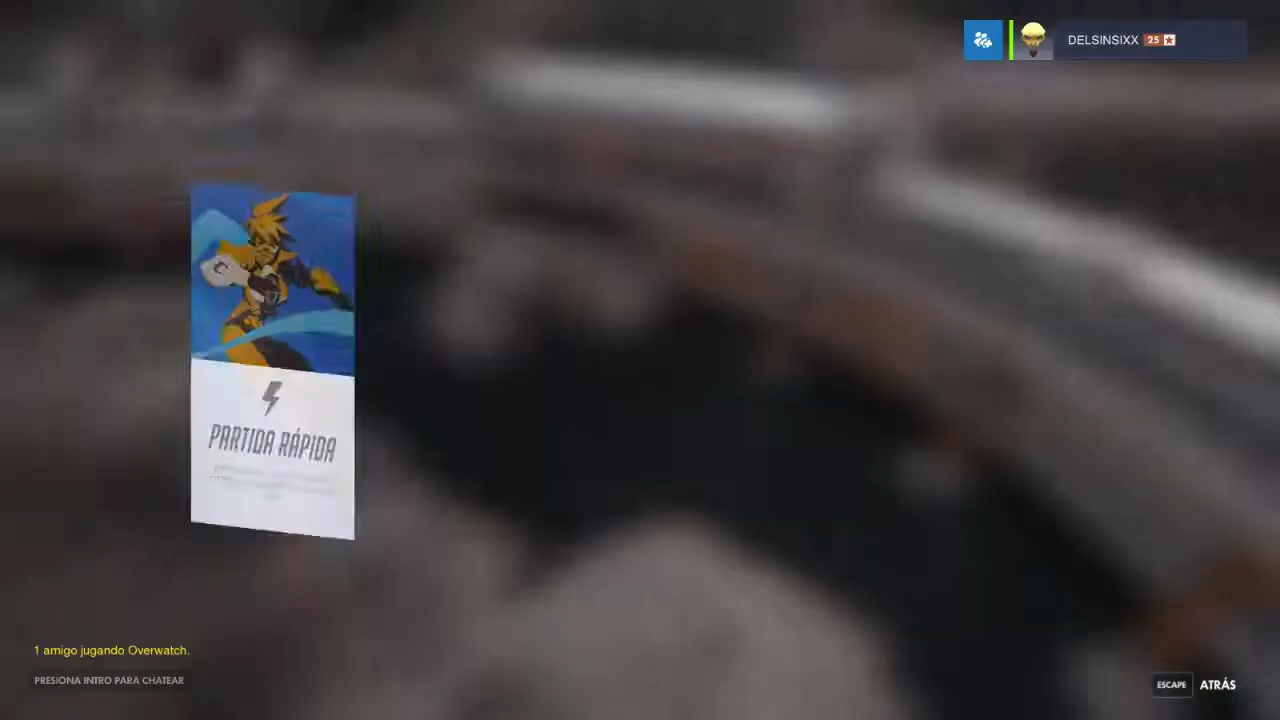 DELSINSIXX 25
PARTIDA RÁPIDA
1 amigo jugando Overwatch.
PRESIONA INTRO PARA CHATEAR
ESCAPE ATRÁS